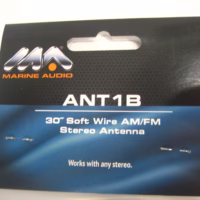 MARINE AUDIO
ANT1B
30" Soft Wire AM/FM
Stereo Antenna
Works with any stereo.